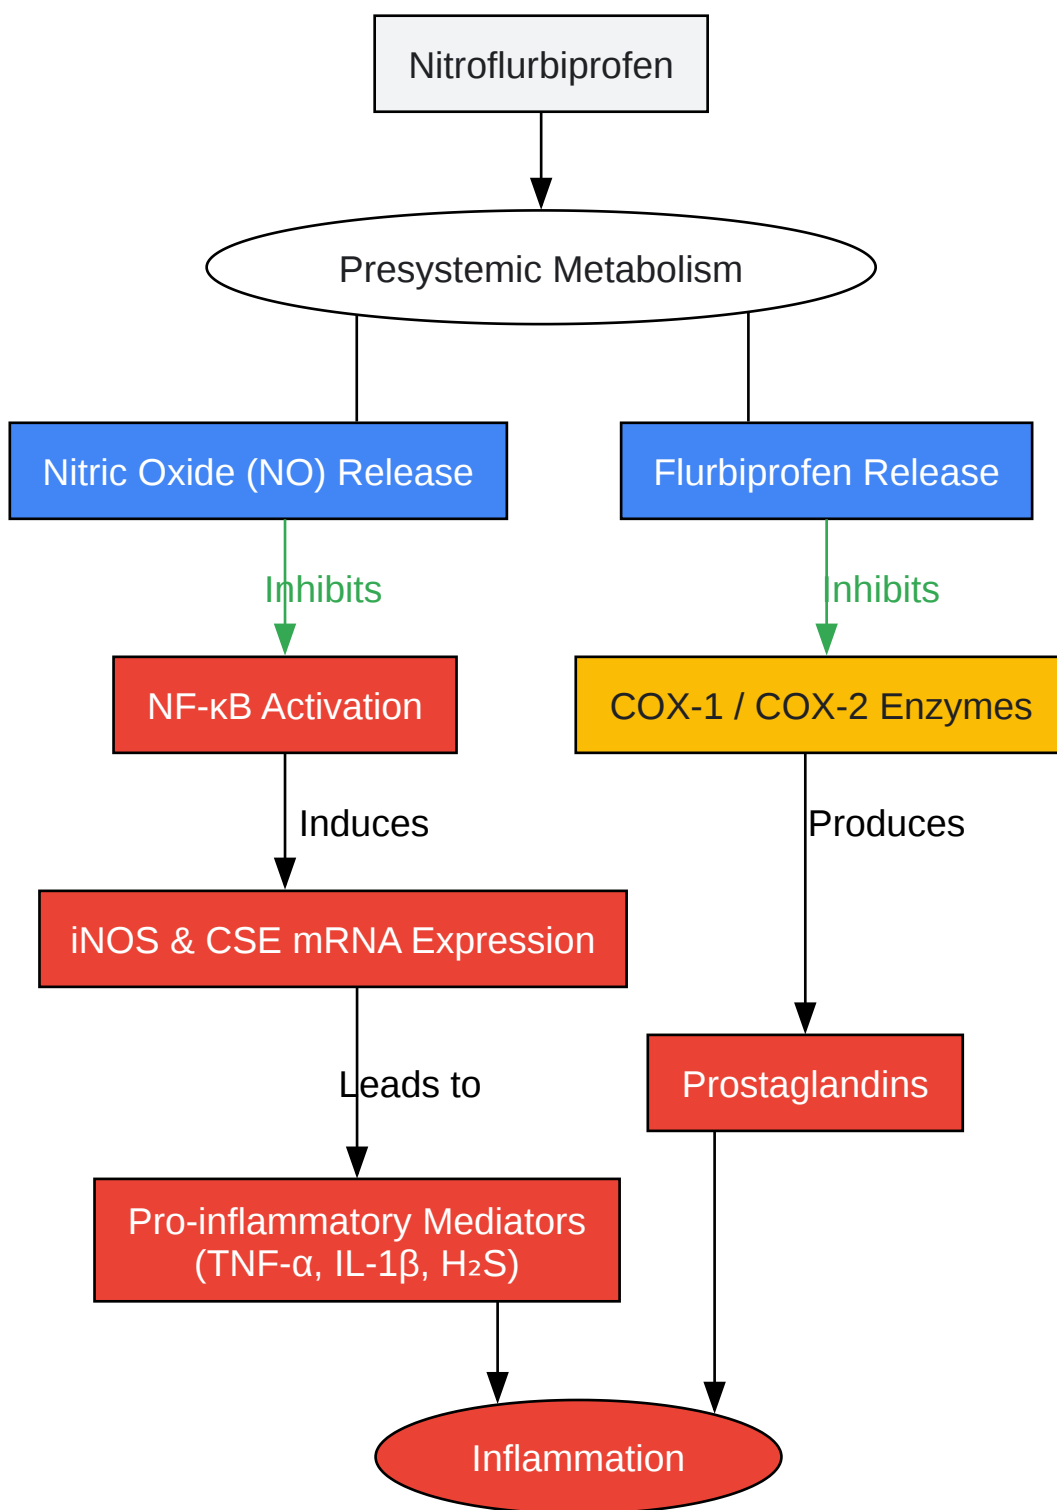 Nitroflurbiprofen
Presystemic Metabolism
Nitric Oxide (NO) Release
Flurbiprofen Release
Inhibits
Inhibits
NF-κB Activation
COX-1 / COX-2 Enzymes
Induces
Produces
iNOS & CSE mRNA Expression
Leads to
Prostaglandins
Pro-inflammatory Mediators
(TNF-α, IL-1β, H₂S)
Inflammation